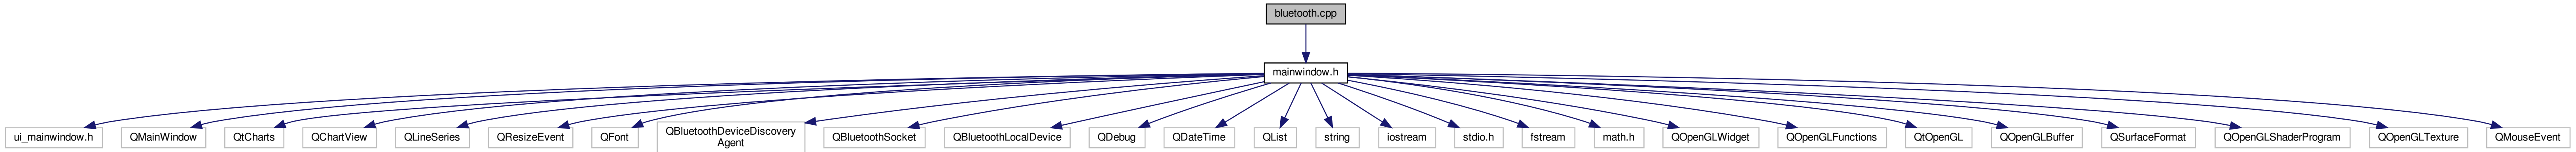 bluetooth.cpp
mainwindow.h
ui_mainwindow.h
QMainWindow
QtCharts
QChartView
QLineSeries
QResizeEvent
QFont
QBluetoothDeviceDiscovery
Agent
QBluetoothSocket
QBluetoothLocalDevice
QDebug
QDateTime
QList
string
iostream
stdio.h
fstream
math.h
QOpenGLWidget
QOpenGLFunctions
QtOpenGL
QOpenGLBuffer
QSurfaceFormat
QOpenGLShaderProgram
QOpenGLTexture
QMouseEvent